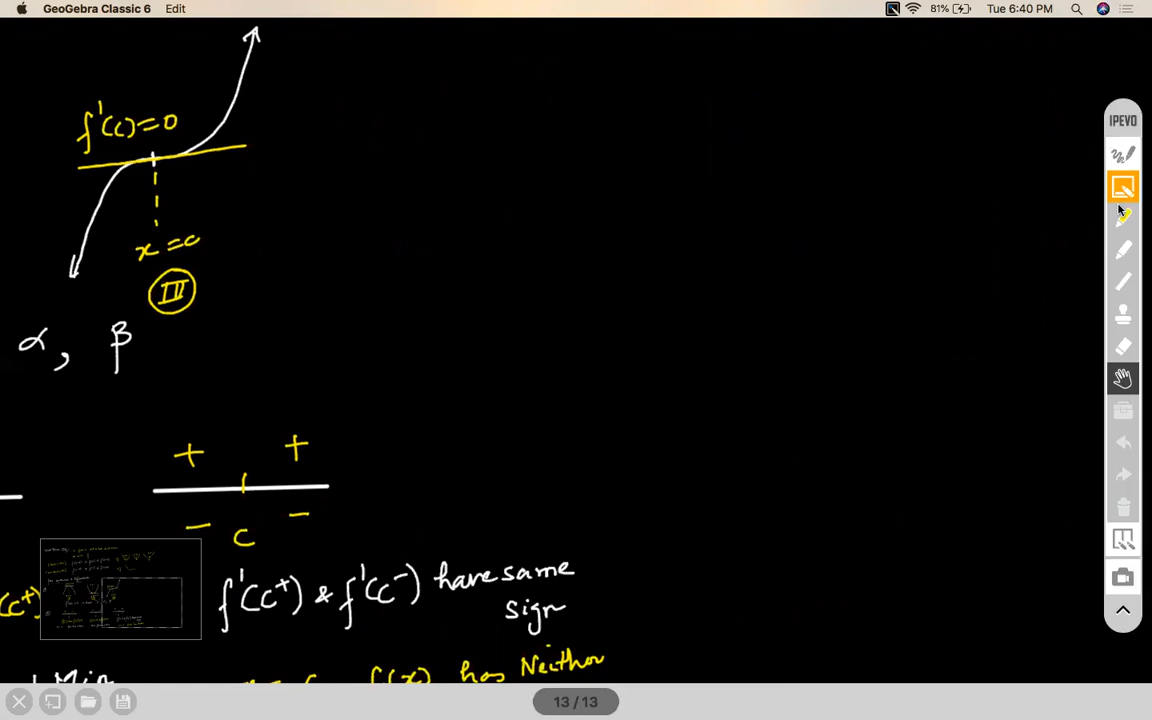 GeoGebra Classic 6 Edit 81% Tue 6:40 PM
IPEVO
f'(c)=0
x=c
III
α, β
+ +
- c -
f'(c⁺) & f'(c⁻) have same
sign
f(x) has Neither
13 / 13